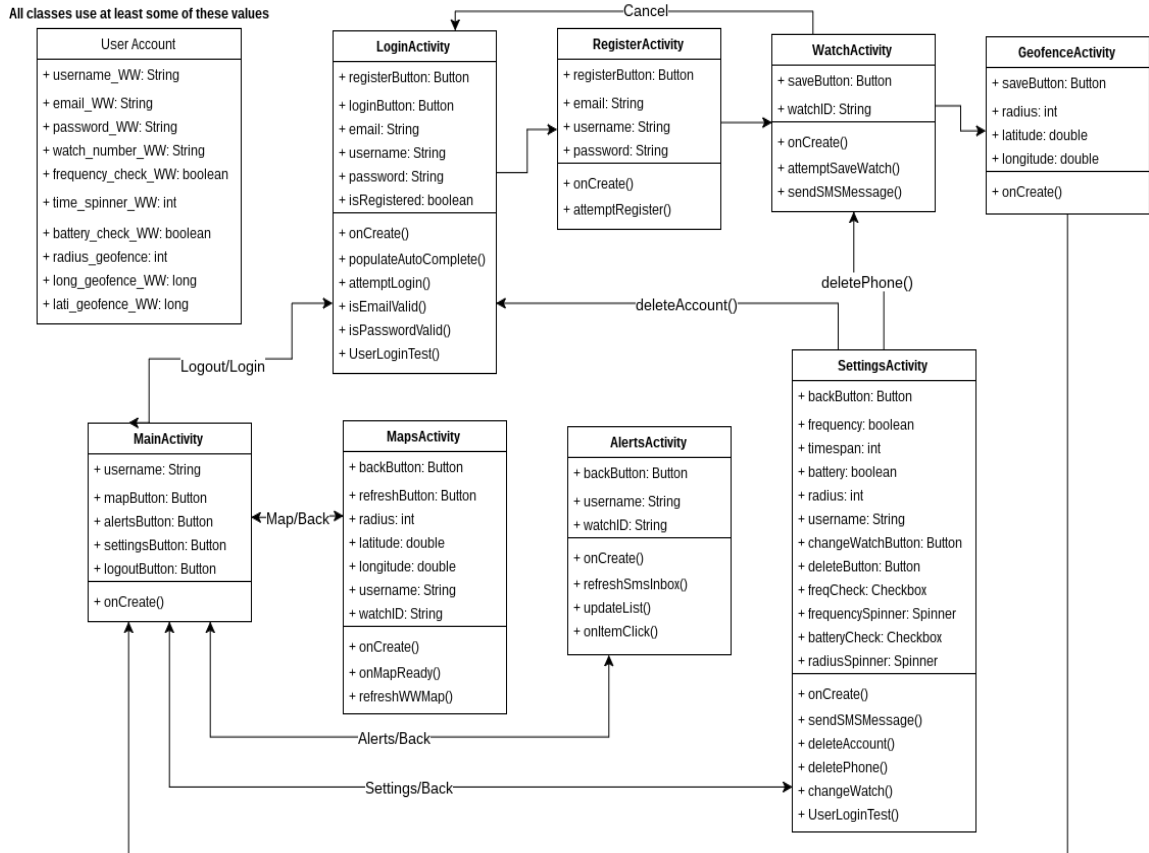 All classes use at least some of these values
User Account
+ username_WW: String
+ email_WW: String
+ password_WW: String
+ watch_number_WW: String
+ frequency_check_WW: boolean
+ time_spinner_WW: int
+ battery_check_WW: boolean
+ radius_geofence: int
+ long_geofence_WW: long
+ lati_geofence_WW: long
LoginActivity
+ registerButton: Button
+ loginButton: Button
+ email: String
+ username: String
+ password: String
+ isRegistered: boolean
+ onCreate()
+ populateAutoComplete()
+ attemptLogin()
+ isEmailValid()
+ isPasswordValid()
+ UserLoginTest()
Cancel
RegisterActivity
+ registerButton: Button
+ email: String
+ username: String
+ password: String
+ onCreate()
+ attemptRegister()
WatchActivity
+ saveButton: Button
+ watchID: String
+ onCreate()
+ attemptSaveWatch()
+ sendSMSMessage()
GeofenceActivity
+ saveButton: Button
+ radius: int
+ latitude: double
+ longitude: double
+ onCreate()
deletePhone()
deleteAccount()
Logout/Login
MainActivity
+ username: String
+ mapButton: Button
+ alertsButton: Button
+ settingsButton: Button
+ logoutButton: Button
+ onCreate()
Map/Back
MapsActivity
+ backButton: Button
+ refreshButton: Button
+ radius: int
+ latitude: double
+ longitude: double
+ username: String
+ watchID: String
+ onCreate()
+ onMapReady()
+ refreshWWMap()
AlertsActivity
+ backButton: Button
+ username: String
+ watchID: String
+ onCreate()
+ refreshSmsInbox()
+ updateList()
+ onItemClick()
SettingsActivity
+ backButton: Button
+ frequency: boolean
+ timespan: int
+ battery: boolean
+ radius: int
+ username: String
+ changeWatchButton: Button
+ deleteButton: Button
+ freqCheck: Checkbox
+ frequencySpinner: Spinner
+ batteryCheck: Checkbox
+ radiusSpinner: Spinner
+ onCreate()
+ sendSMSMessage()
+ deleteAccount()
+ deletePhone()
+ changeWatch()
+ UserLoginTest()
Alerts/Back
Settings/Back